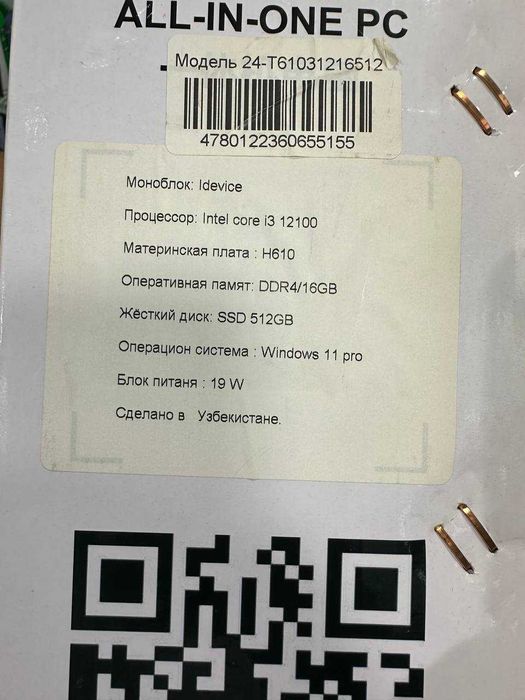 ALL-IN-ONE PC
Модель 24-T61031216512
4780122360655155
Моноблок: Idevice
Процессор: Intel core i3 12100
Материнская плата : H610
Оперативная памят: DDR4/16GB
Жёсткий диск: SSD 512GB
Операцион система : Windows 11 pro
Блок питаня : 19 W
Сделано в Узбекистане.